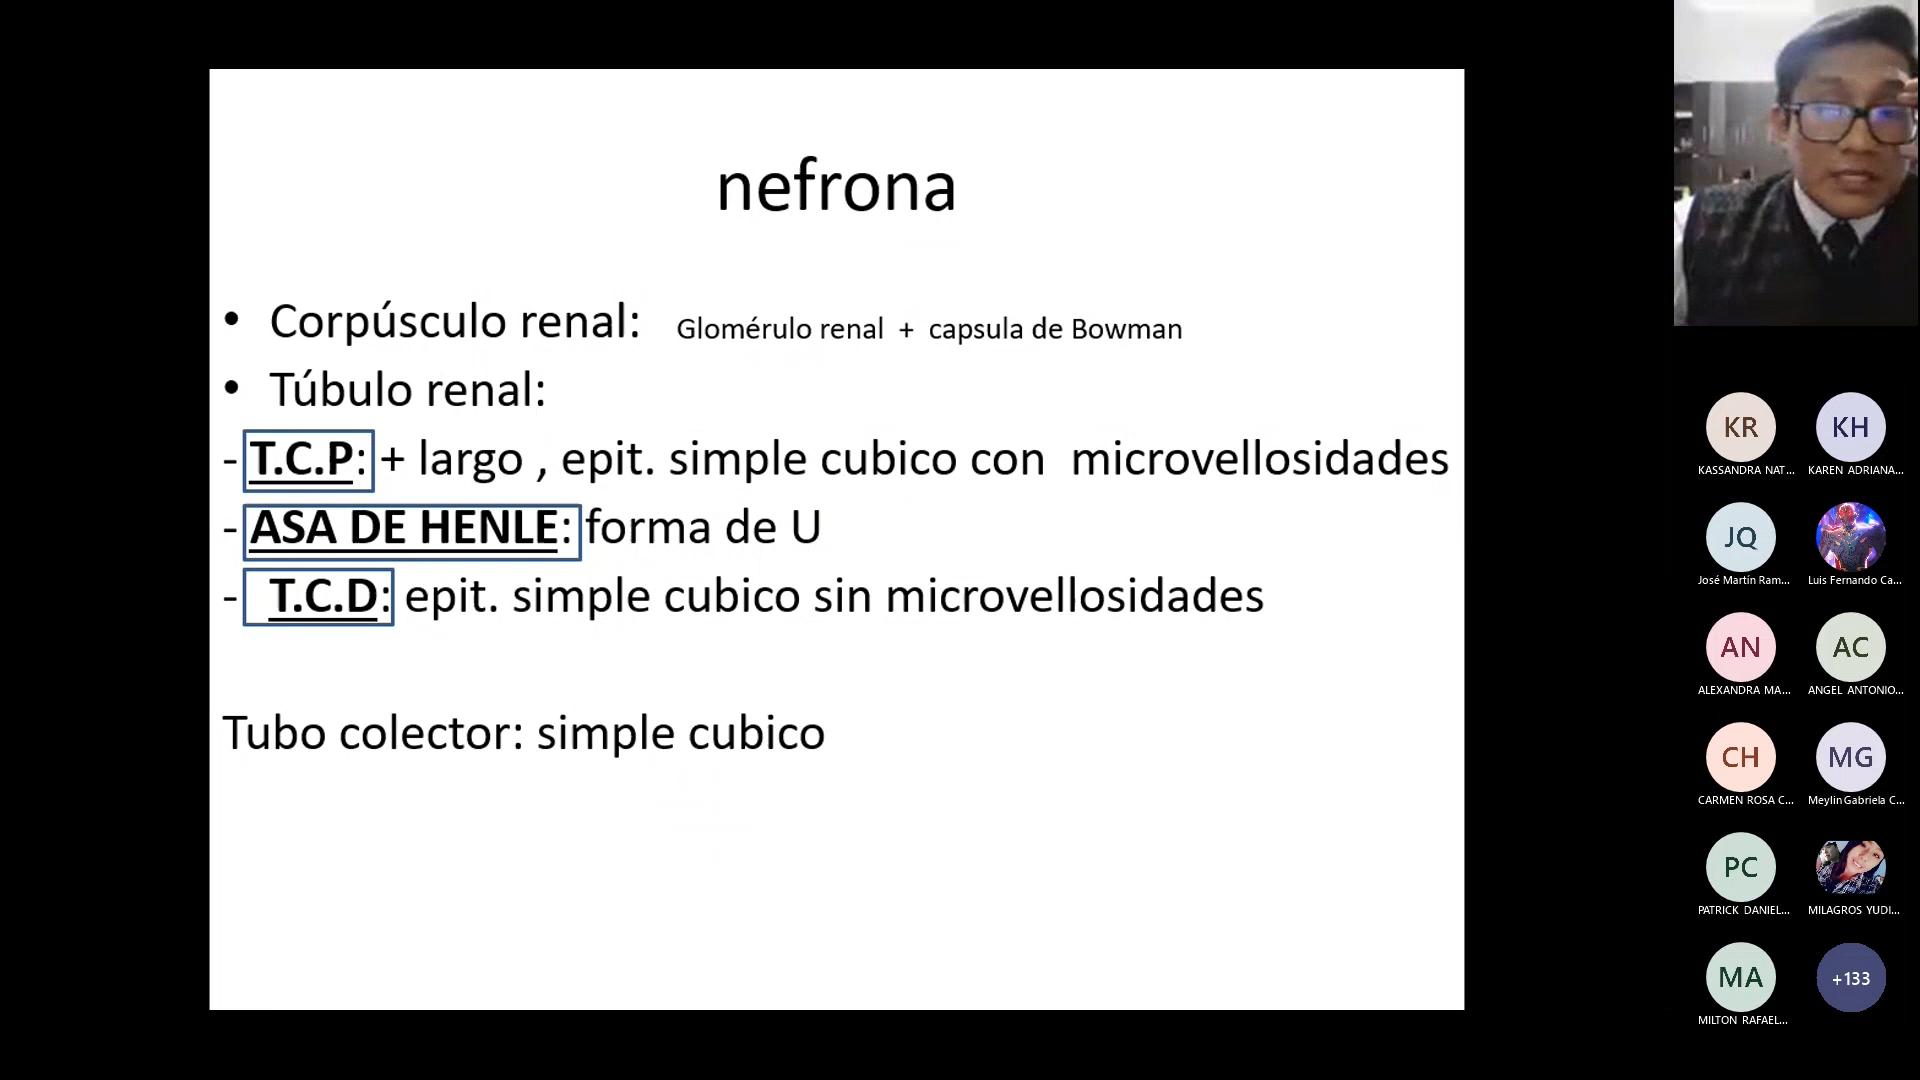 nefrona
• Corpúsculo renal: Glomérulo renal + capsula de Bowman
• Túbulo renal:
- T.C.P: + largo , epit. simple cubico con microvellosidades
- ASA DE HENLE: forma de U
- T.C.D: epit. simple cubico sin microvellosidades
Tubo colector: simple cubico
KR KH
KASSANDRA NAT... KAREN ADRIANA...
JQ
José Martín Ram... Luis Fernando Ca...
AN AC
ALEXANDRA MA... ANGEL ANTONIO...
CH MG
CARMEN ROSA C... Meylin Gabriela C...
PC
PATRICK DANIEL... MILAGROS YUDI...
MA +133
MILTON RAFAEL...